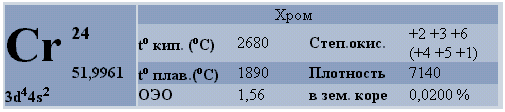 Хром
Cr 24
51,9961
3d⁴4s²
t⁰ кип. (⁰C) 2680 Степ.окис. +2 +3 +6
(+4 +5 +1)
t⁰ плав.(⁰C) 1890 Плотность 7140
ОЭО 1,56 в зем. коре 0,0200 %